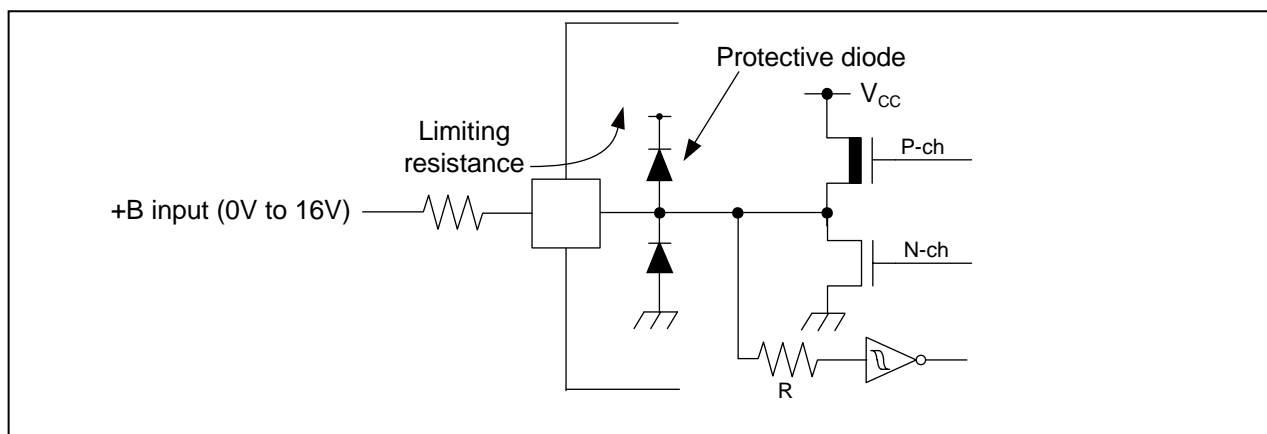 Protective diode
V_CC
Limiting
resistance
P-ch
+B input (0V to 16V)
N-ch
R